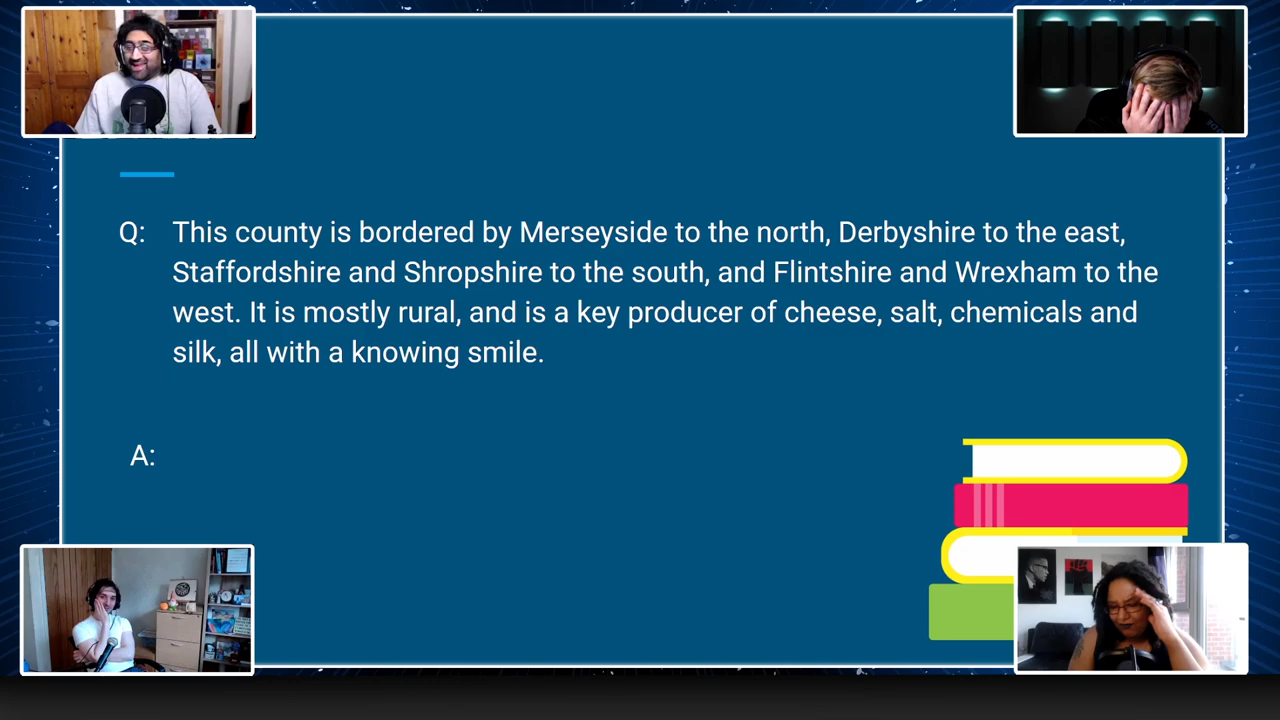 Q: This county is bordered by Merseyside to the north, Derbyshire to the east,
Staffordshire and Shropshire to the south, and Flintshire and Wrexham to the
west. It is mostly rural, and is a key producer of cheese, salt, chemicals and
silk, all with a knowing smile.
A: